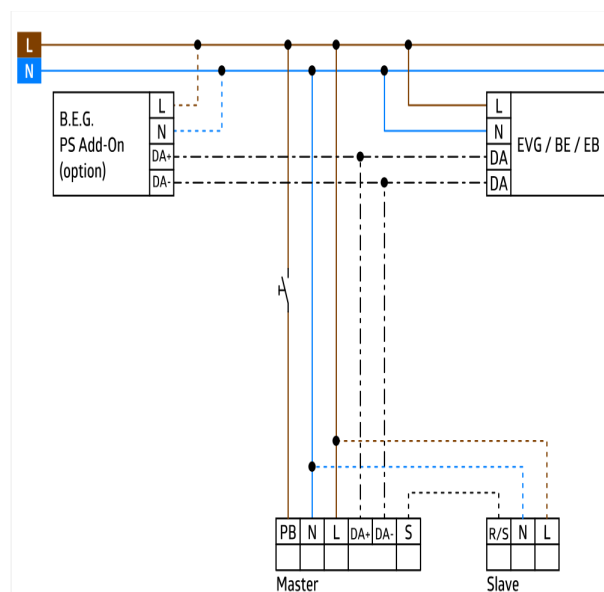 L
N
B.E.G.
PS Add-On
(option)
L
N
DA+
DA-
L
N
DA
DA
EVG / BE / EB
PB N L DA+ DA- S
R/S N L
Master
Slave